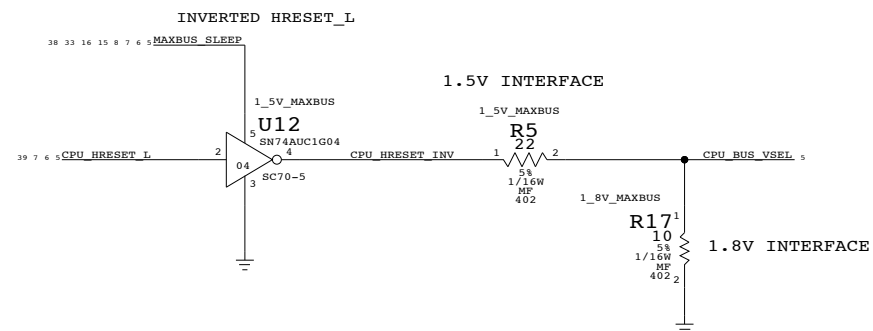 INVERTED HRESET_L
38 33 16 15 8 7 6 5 MAXBUS_SLEEP
1.5V INTERFACE
1_5V_MAXBUS
1_5V_MAXBUS
U12
5
SN74AUC1G04
R5
22
39 7 6 5 CPU_HRESET_L
2
04
4
CPU_HRESET_INV
1
2
CPU_BUS_VSEL 5
3
SC70-5
5%
1/16W
MF
402
1_8V_MAXBUS
R17
1
10
5%
1/16W
MF
402
2
1.8V INTERFACE